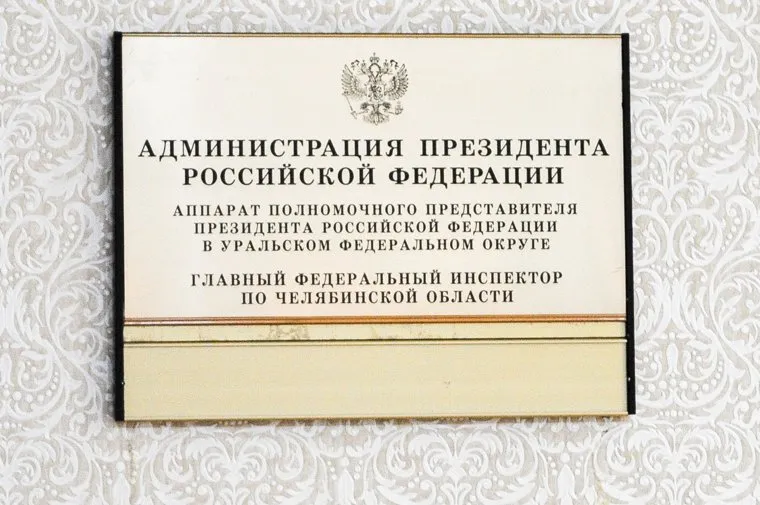 АДМИНИСТРАЦИЯ ПРЕЗИДЕНТА
РОССИЙСКОЙ ФЕДЕРАЦИИ
АППАРАТ ПОЛНОМОЧНОГО ПРЕДСТАВИТЕЛЯ
ПРЕЗИДЕНТА РОССИЙСКОЙ ФЕДЕРАЦИИ
В УРАЛЬСКОМ ФЕДЕРАЛЬНОМ ОКРУГЕ
ГЛАВНЫЙ ФЕДЕРАЛЬНЫЙ ИНСПЕКТОР
ПО ЧЕЛЯБИНСКОЙ ОБЛАСТИ